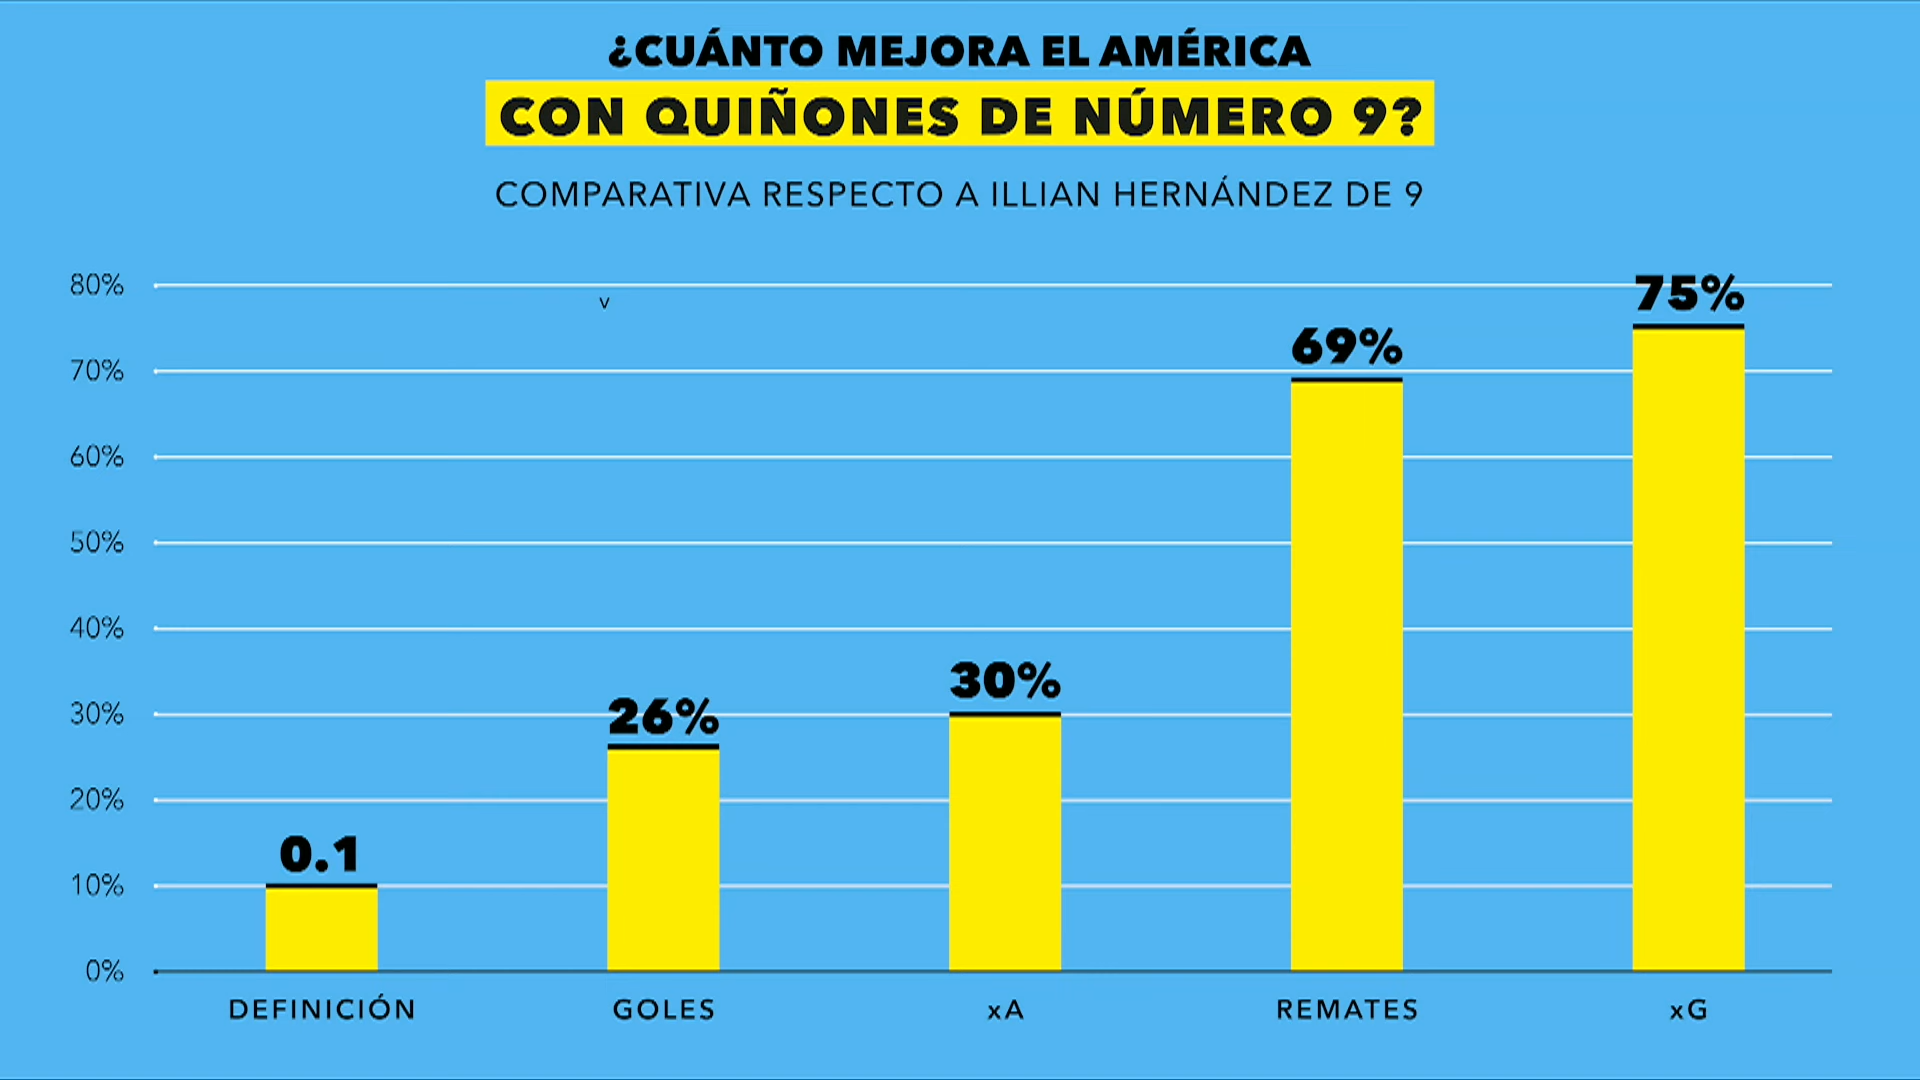 ¿CUÁNTO MEJORA EL AMÉRICA
CON QUIÑONES DE NÚMERO 9?
COMPARATIVA RESPECTO A ILLIAN HERNÁNDEZ DE 9
80%
v
75%
69%
70%
60%
50%
40%
30%
26%
30%
20%
0.1
10%
0%
DEFINICIÓN
GOLES
xA
REMATES
xG